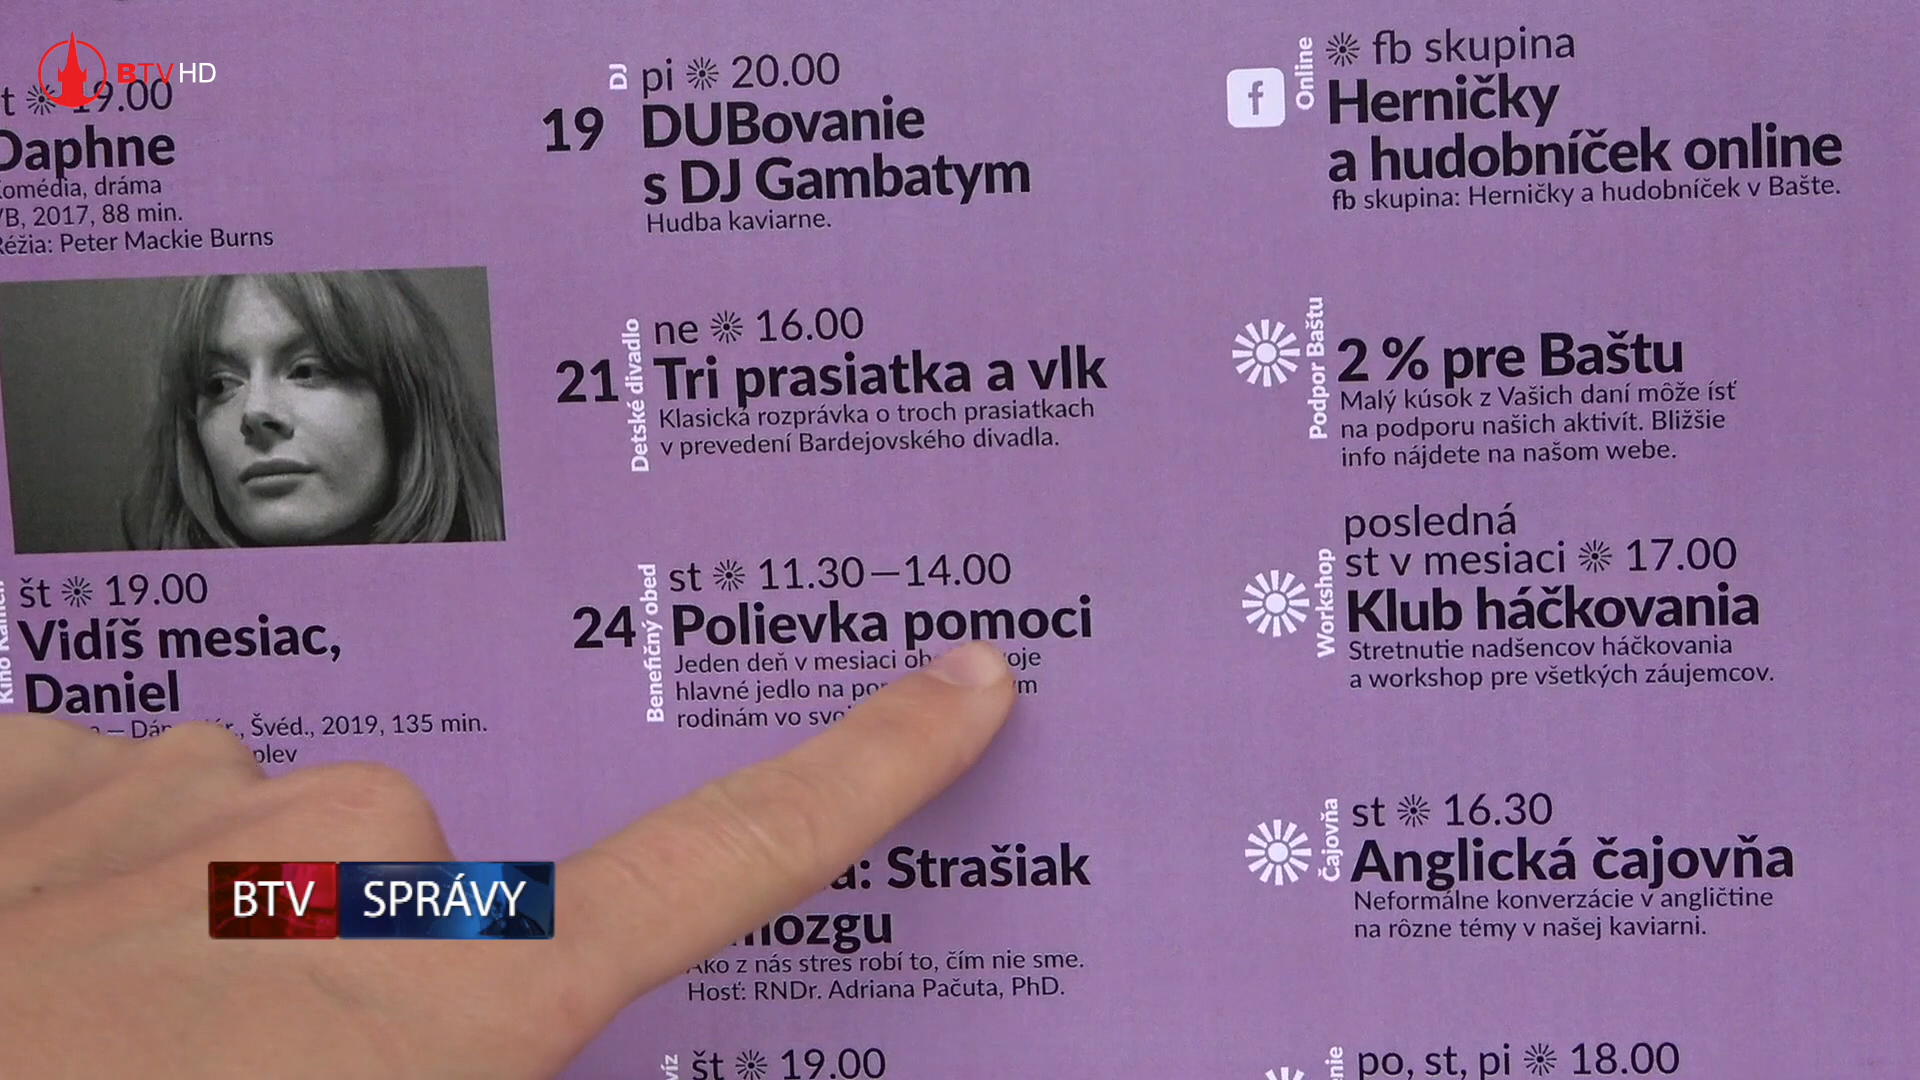 BTV HD
19.00
Daphne
Komédia, dráma
VB, 2017, 88 min.
Réžia: Peter Mackie Burns
št 19.00
Vidíš mesiac,
Daniel
Švéd., 2019, 135 min.
DJ
pi 20.00
19 DUBovanie
s DJ Gambatym
Hudba kaviarne.
Detské divadlo
ne 16.00
21 Tri prasiatka a vlk
Klasická rozprávka o troch prasiatkach
v prevedení Bardejovského divadla.
Benefičný obed
st 11.30—14.00
24 Polievka pomoci
Jeden deň v mesiaci
hlavné jedlo na
rodinám vo
Strašiak
Ako z nás stres robí to, čím nie sme.
Hosť: RNDr. Adriana Pačuta, PhD.
št 19.00
Online
fb skupina
f
Herničky
a hudobníček online
fb skupina: Herničky a hudobníček v Bašte.
Podpor Baštu
2 % pre Baštu
Malý kúsok z Vašich daní môže ísť
na podporu našich aktivít. Bližšie
info nájdete na našom webe.
Workshop
posledná
st v mesiaci 17.00
Klub háčkovania
Stretnutie nadšencov háčkovania
a workshop pre všetkých záujemcov.
Čajovňa
st 16.30
Anglická čajovňa
Neformálne konverzácie v angličtine
na rôzne témy v našej kaviarni.
po, st, pi 18.00
BTV SPRÁVY